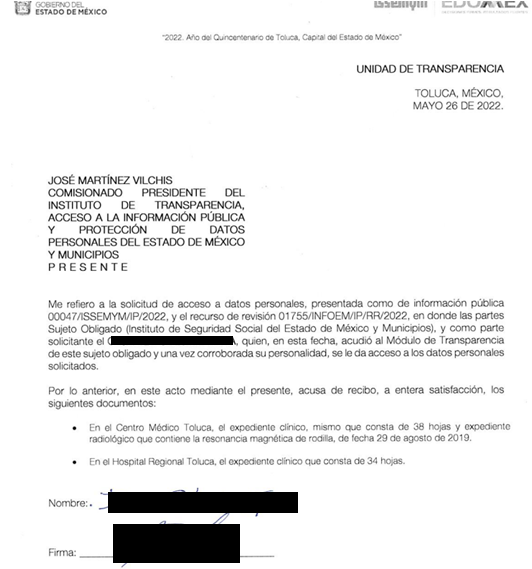 GOBIERNO DEL
ESTADO DE MÉXICO
issemym EDOMEX
"2022. Año del Quincentenario de Toluca, Capital del Estado de México"
UNIDAD DE TRANSPARENCIA
TOLUCA, MÉXICO,
MAYO 26 DE 2022.
JOSÉ MARTÍNEZ VILCHIS
COMISIONADO PRESIDENTE DEL
INSTITUTO DE TRANSPARENCIA,
ACCESO A LA INFORMACIÓN PÚBLICA
Y PROTECCIÓN DE DATOS
PERSONALES DEL ESTADO DE MÉXICO
Y MUNICIPIOS
P R E S E N T E
Me refiero a la solicitud de acceso a datos personales, presentada como de información pública
00047/ISSEMYM/IP/2022, y el recurso de revisión 01755/INFOEM/IP/RR/2022, en donde las partes
Sujeto Obligado (Instituto de Seguridad Social del Estado de México y Municipios), y como parte
solicitante el C A, quien, en esta fecha, acudió al Módulo de Transparencia
de este sujeto obligado y una vez corroborada su personalidad, se le da acceso a los datos personales
solicitados.
Por lo anterior, en este acto mediante el presente, acusa de recibo, a entera satisfacción, los
siguientes documentos:
• En el Centro Médico Toluca, el expediente clínico, mismo que consta de 38 hojas y expediente
radiológico que contiene la resonancia magnética de rodilla, de fecha 29 de agosto de 2019.
• En el Hospital Regional Toluca, el expediente clínico que consta de 34 hojas.
Nombre:
Firma: